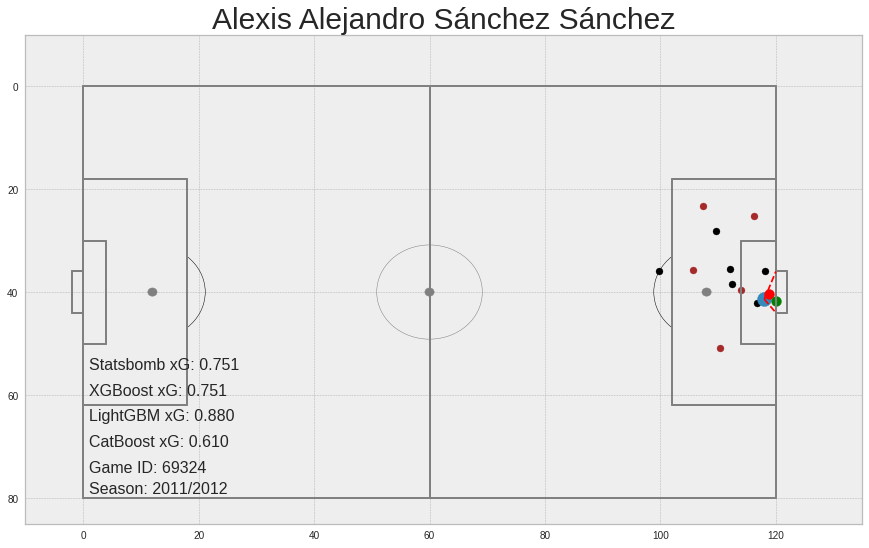 Alexis Alejandro Sánchez Sánchez
0
20
40
60
80
Statsbomb xG: 0.751
XGBoost xG: 0.751
LightGBM xG: 0.880
CatBoost xG: 0.610
Game ID: 69324
Season: 2011/2012
0 20 40 60 80 100 120